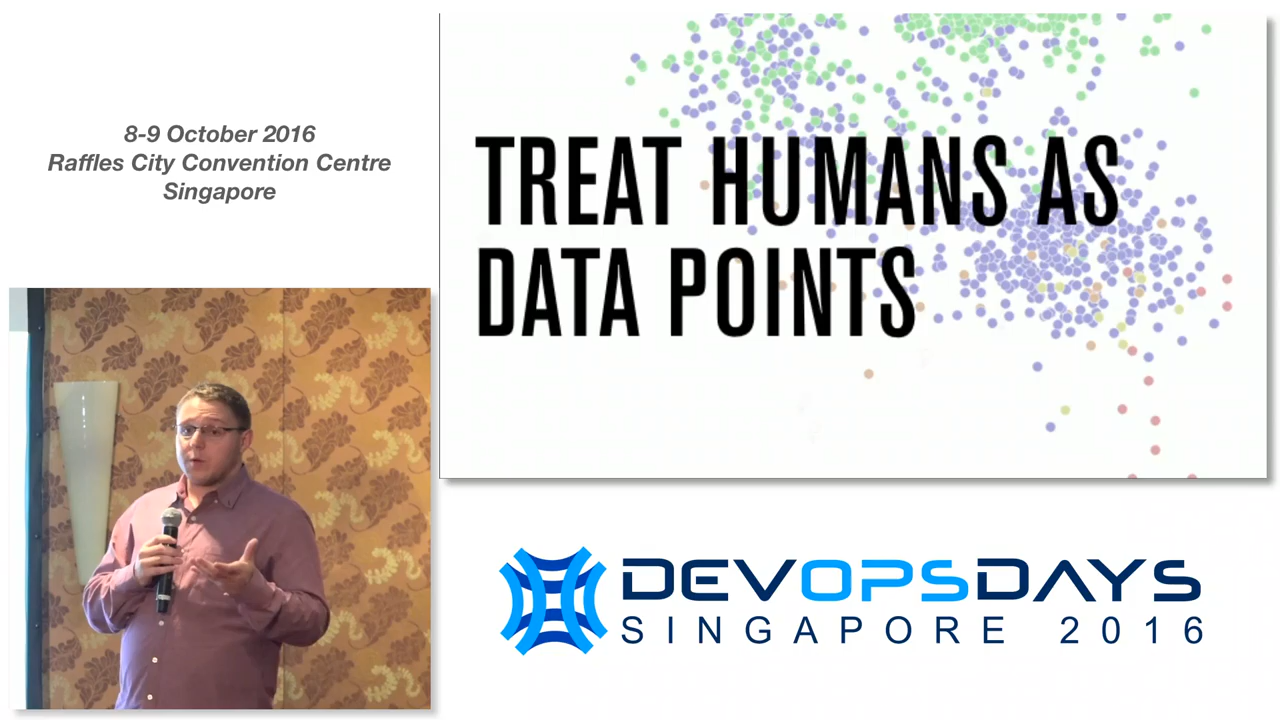 8-9 October 2016
Raffles City Convention Centre
Singapore
TREAT HUMANS AS
DATA POINTS
DEVOPSDAYS
SINGAPORE 2016